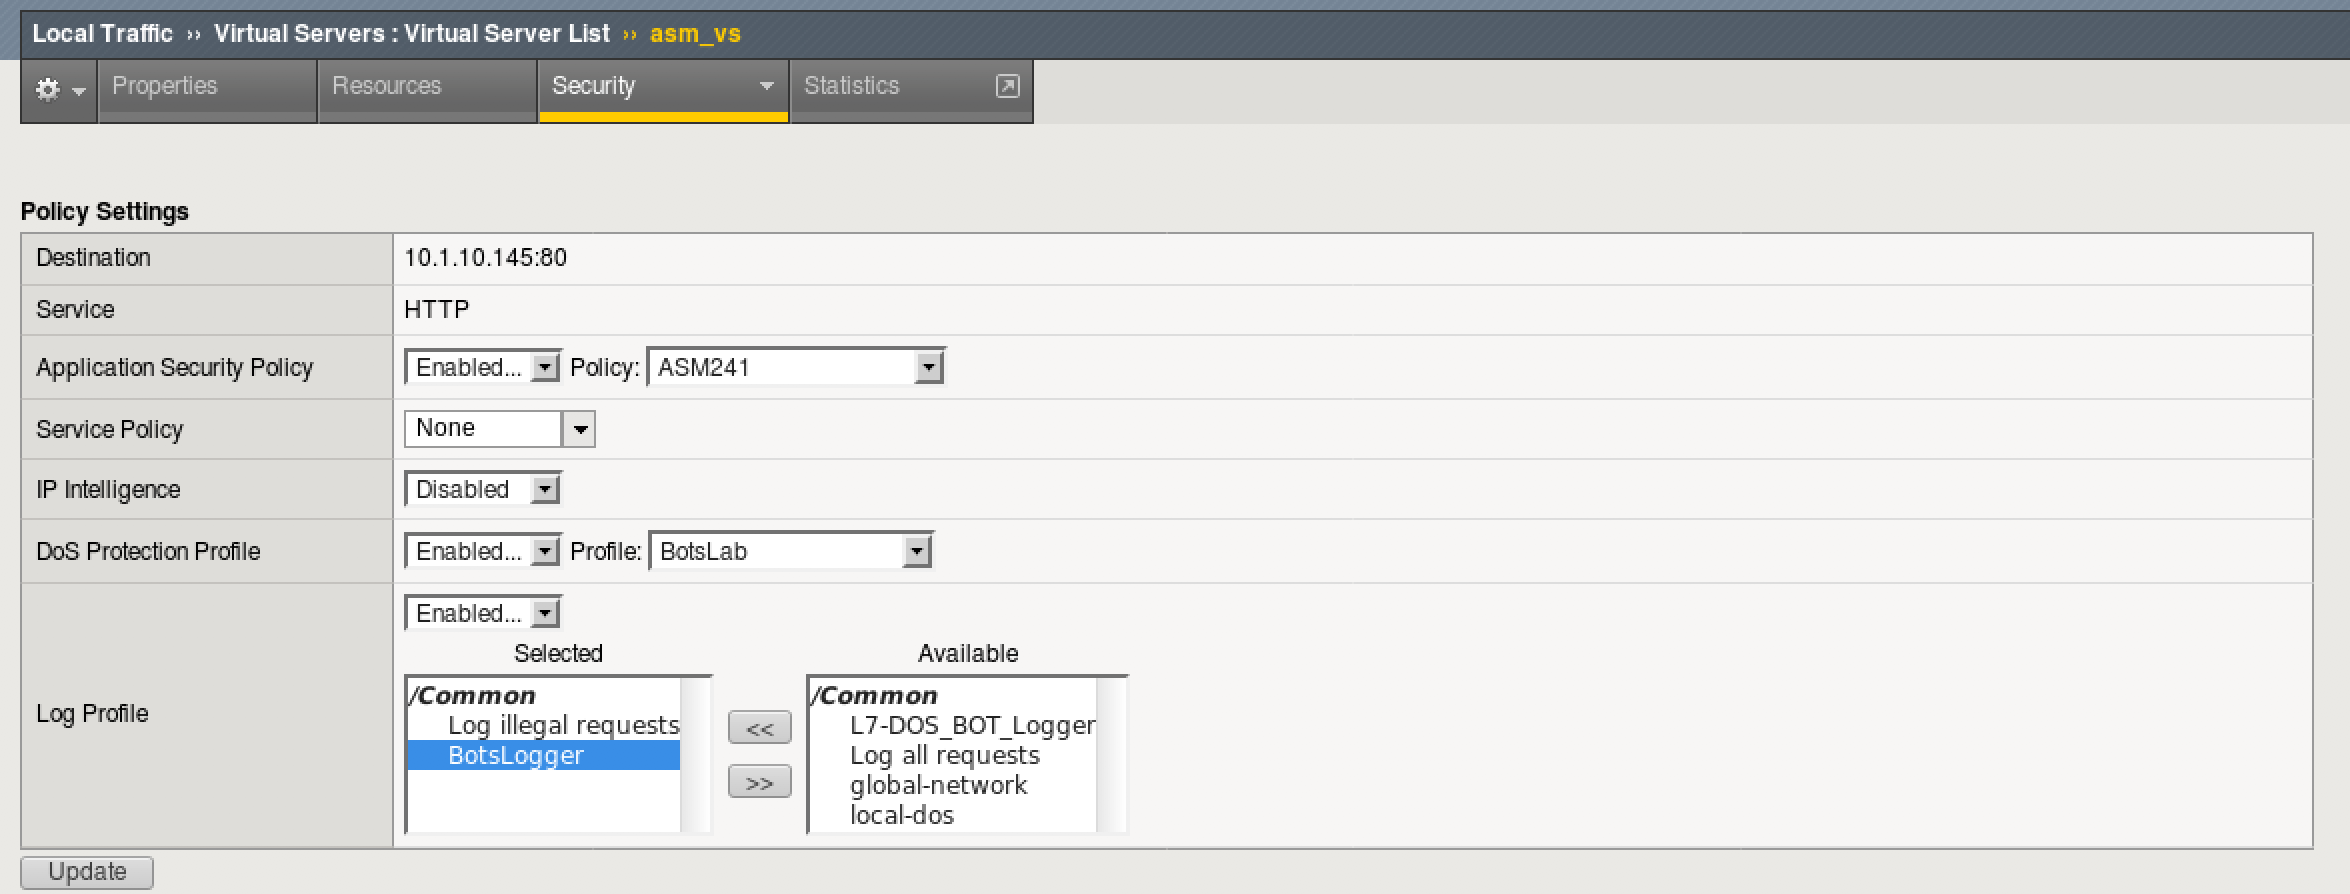 Local Traffic ›› Virtual Servers : Virtual Server List ›› asm_vs
Properties Resources Security Statistics
Policy Settings
Destination 10.1.10.145:80
Service HTTP
Application Security Policy Enabled... Policy: ASM241
Service Policy None
IP Intelligence Disabled
DoS Protection Profile Enabled... Profile: BotsLab
Log Profile
Enabled...
Selected Available
/Common /Common
Log illegal requests L7-DOS_BOT_Logger
BotsLogger Log all requests
global-network
local-dos
<<
>>
Update